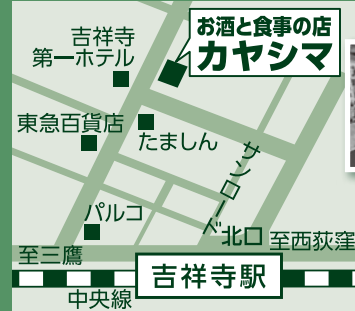 お酒と食事の店
カヤシマ
吉祥寺
第一ホテル
東急百貨店
たましん
サンロード
パルコ
北口
至西荻窪
至三鷹
吉祥寺駅
中央線